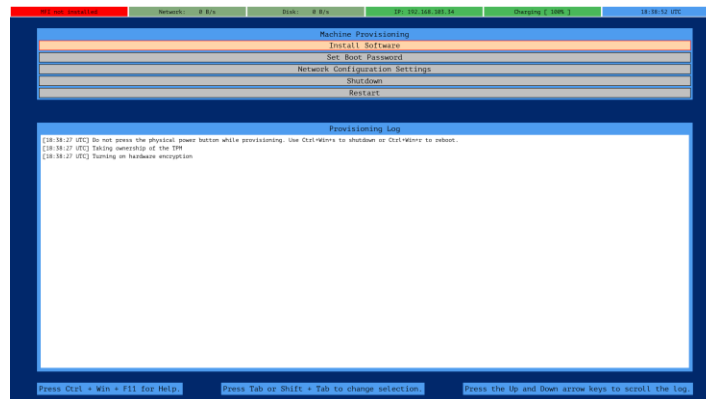 not installed
Network: 0 B/s
Disk: 0 B/s
IP: 192.168.103.34
Charging [ 100% ]
18:38:52 UTC
Machine Provisioning
Install Software
Set Boot Password
Network Configuration Settings
Shutdown
Restart
Provisioning Log
[18:38:27 UTC] Do not press the physical power button while provisioning. Use Ctrl+Win+s to shutdown or Ctrl+Win+r to reboot.
[18:38:27 UTC] Taking ownership of the TPM
[18:38:27 UTC] Turning on hardware encryption
Press Ctrl + Win + F11 for Help.
Press Tab or Shift + Tab to change selection.
Press the Up and Down arrow keys to scroll the log.